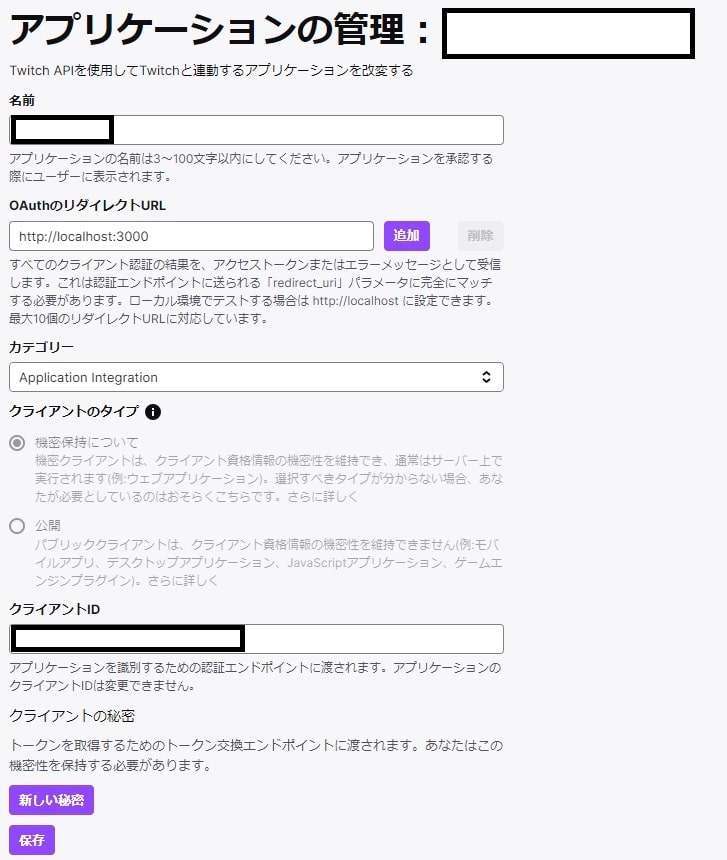 アプリケーションの管理：
Twitch APIを使用してTwitchと連動するアプリケーションを改変する
名前
アプリケーションの名前は3〜100文字以内にしてください。アプリケーションを承認する
際にユーザーに表示されます。
OAuthのリダイレクトURL
http://localhost:3000
追加
削除
すべてのクライアント認証の結果を、アクセストークンまたはエラーメッセージとして受信
します。これは認証エンドポイントに送られる「redirect_uri」パラメータに完全にマッチ
する必要があります。ローカル環境でテストする場合は http://localhost に設定できます。
最大10個のリダイレクトURLに対応しています。
カテゴリー
Application Integration
クライアントのタイプ
機密保持について
機密クライアントは、クライアント資格情報の機密性を維持でき、通常はサーバー上で
実行されます(例:ウェブアプリケーション)。選択すべきタイプが分からない場合、あな
たが必要としているのはおそらくこちらです。さらに詳しく
公開
パブリッククライアントは、クライアント資格情報の機密性を維持できません(例:モバ
イルアプリ、デスクトップアプリケーション、JavaScriptアプリケーション、ゲームエ
ンジンプラグイン)。さらに詳しく
クライアントID
アプリケーションを識別するための認証エンドポイントに渡されます。アプリケーションの
クライアントIDは変更できません。
クライアントの秘密
トークンを取得するためのトークン交換エンドポイントに渡されます。あなたはこの
機密性を保持する必要があります。
新しい秘密
保存